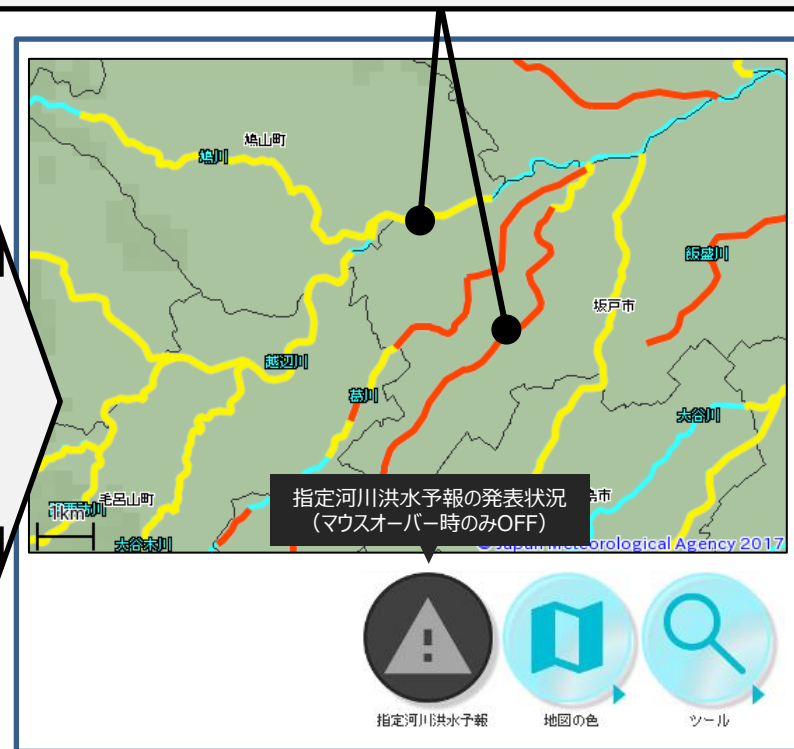 鳩山町
鳩川
飯盛川
坂戸市
越辺川
葛川
大谷川
毛呂山町
指定河川洪水予報の発表状況
（マウスオーバー時のみOFF）
市
1km
大谷木川
© Japan Meteorological Agency 2017
指定河川洪水予報
地図の色
ツール